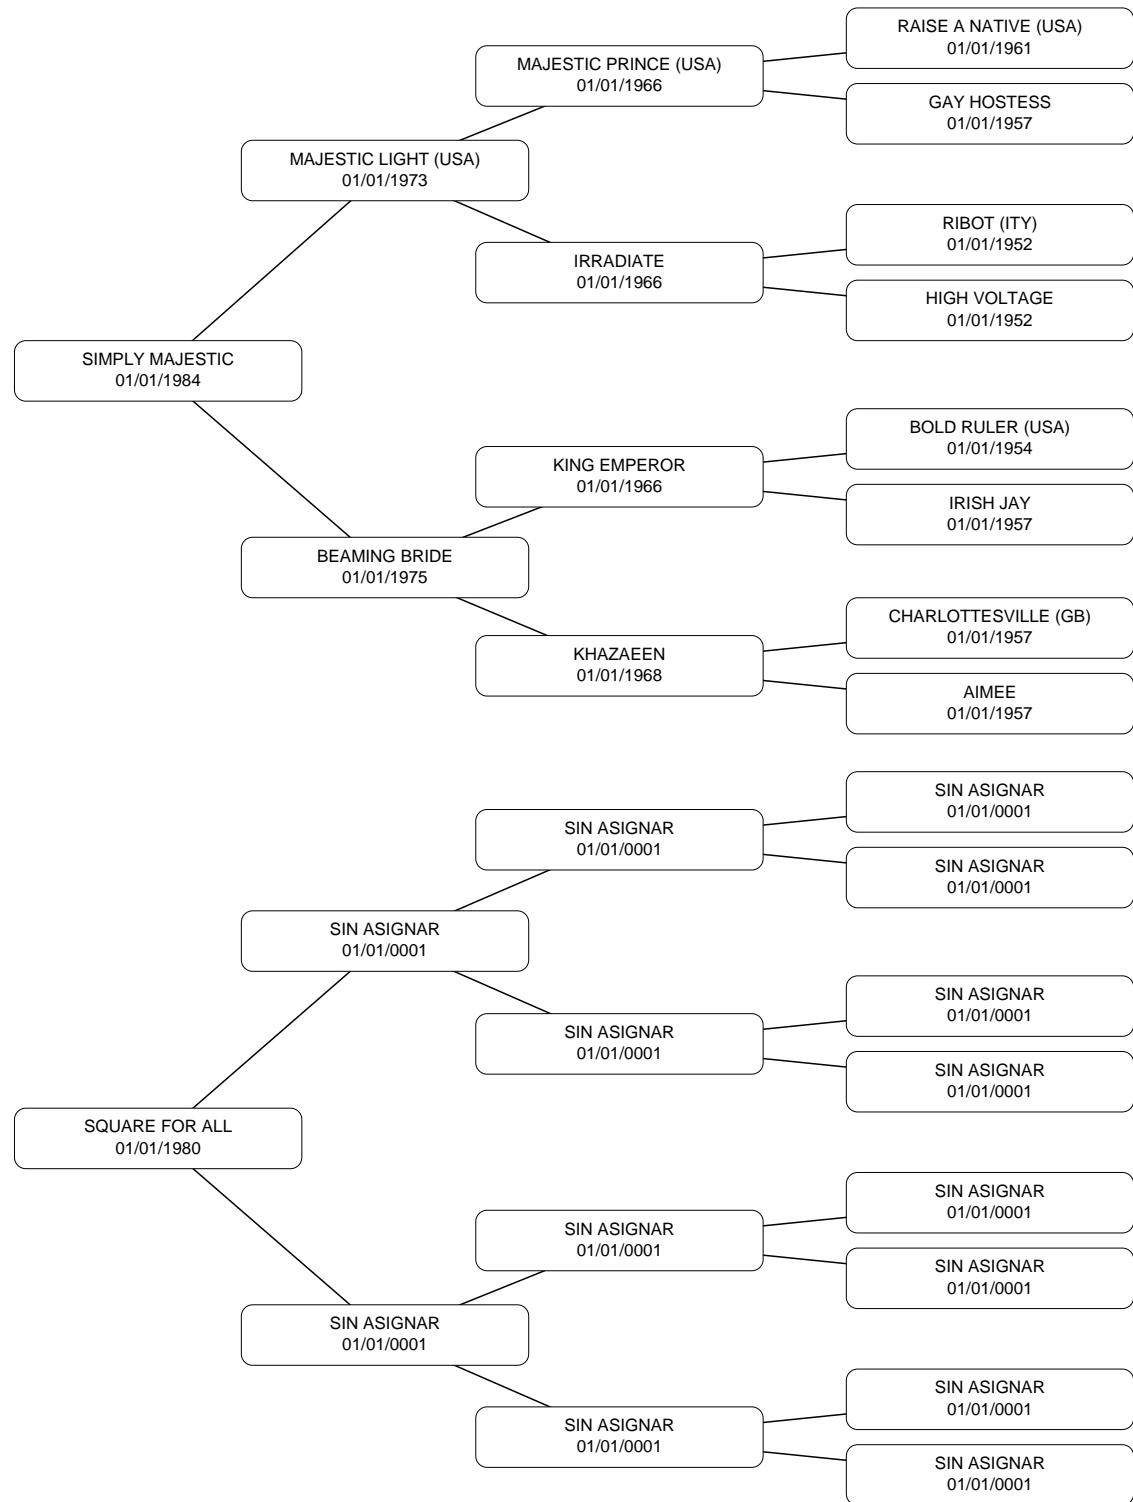 RAISE A NATIVE (USA)
01/01/1961
MAJESTIC PRINCE (USA)
01/01/1966
GAY HOSTESS
01/01/1957
MAJESTIC LIGHT (USA)
01/01/1973
RIBOT (ITY)
01/01/1952
IRRADIATE
01/01/1966
HIGH VOLTAGE
01/01/1952
SIMPLY MAJESTIC
01/01/1984
BOLD RULER (USA)
01/01/1954
KING EMPEROR
01/01/1966
IRISH JAY
01/01/1957
BEAMING BRIDE
01/01/1975
CHARLOTTESVILLE (GB)
01/01/1957
KHAZAEEN
01/01/1968
AIMEE
01/01/1957
SIN ASIGNAR
01/01/0001
SIN ASIGNAR
01/01/0001
SIN ASIGNAR
01/01/0001
SIN ASIGNAR
01/01/0001
SIN ASIGNAR
01/01/0001
SIN ASIGNAR
01/01/0001
SIN ASIGNAR
01/01/0001
SQUARE FOR ALL
01/01/1980
SIN ASIGNAR
01/01/0001
SIN ASIGNAR
01/01/0001
SIN ASIGNAR
01/01/0001
SIN ASIGNAR
01/01/0001
SIN ASIGNAR
01/01/0001
SIN ASIGNAR
01/01/0001
SIN ASIGNAR
01/01/0001